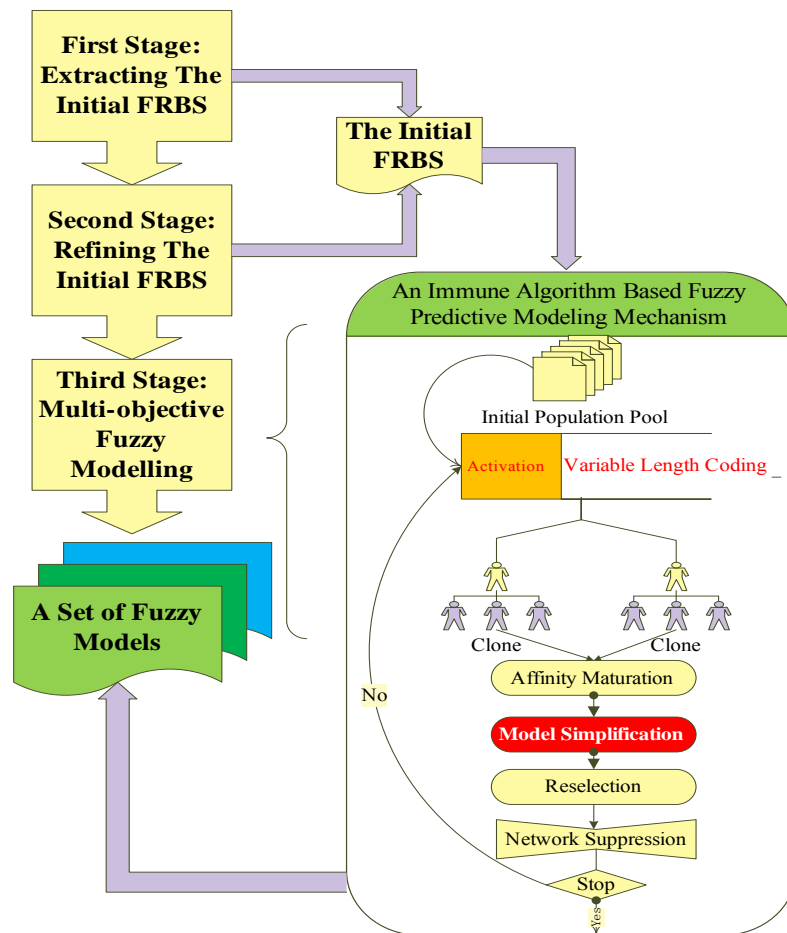 First Stage:
Extracting The
Initial FRBS
The Initial
FRBS
Second Stage:
Refining The
Initial FRBS
Third Stage:
Multi-objective
Fuzzy
Modelling
A Set of Fuzzy
Models
An Immune Algorithm Based Fuzzy
Predictive Modeling Mechanism
Initial Population Pool
Activation
Variable Length Coding _
Clone
Clone
Affinity Maturation
No
Model Simplification
Reselection
Network Suppression
Stop
Yes